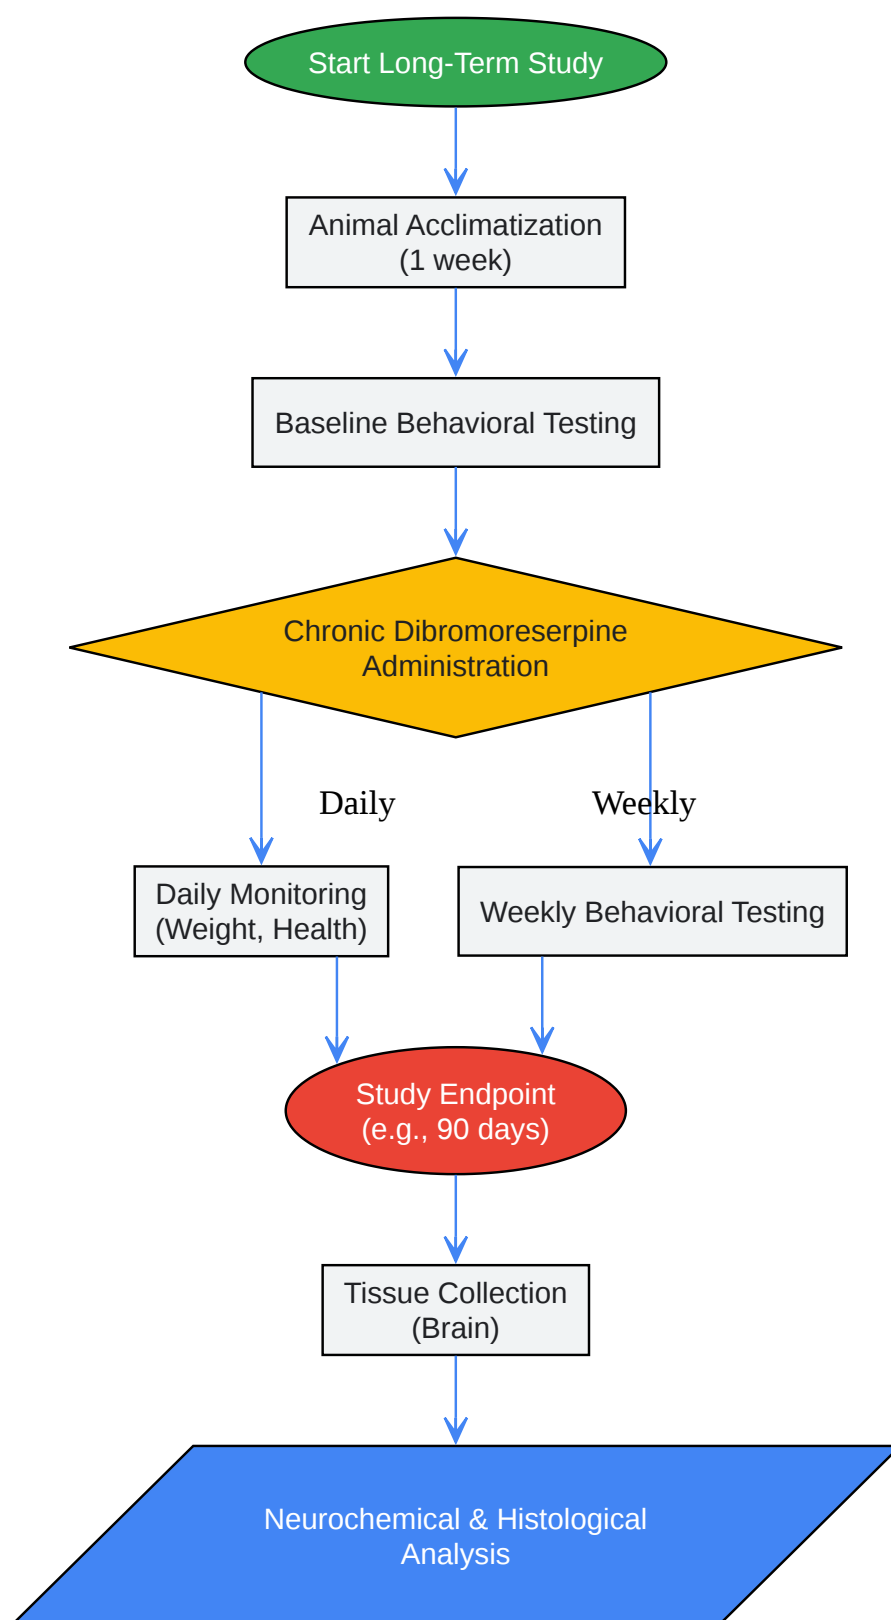 Start Long-Term Study
Animal Acclimatization
(1 week)
Baseline Behavioral Testing
Chronic Dibromoreserpine
Administration
Daily
Weekly
Daily Monitoring
(Weight, Health)
Weekly Behavioral Testing
Study Endpoint
(e.g., 90 days)
Tissue Collection
(Brain)
Neurochemical & Histological
Analysis